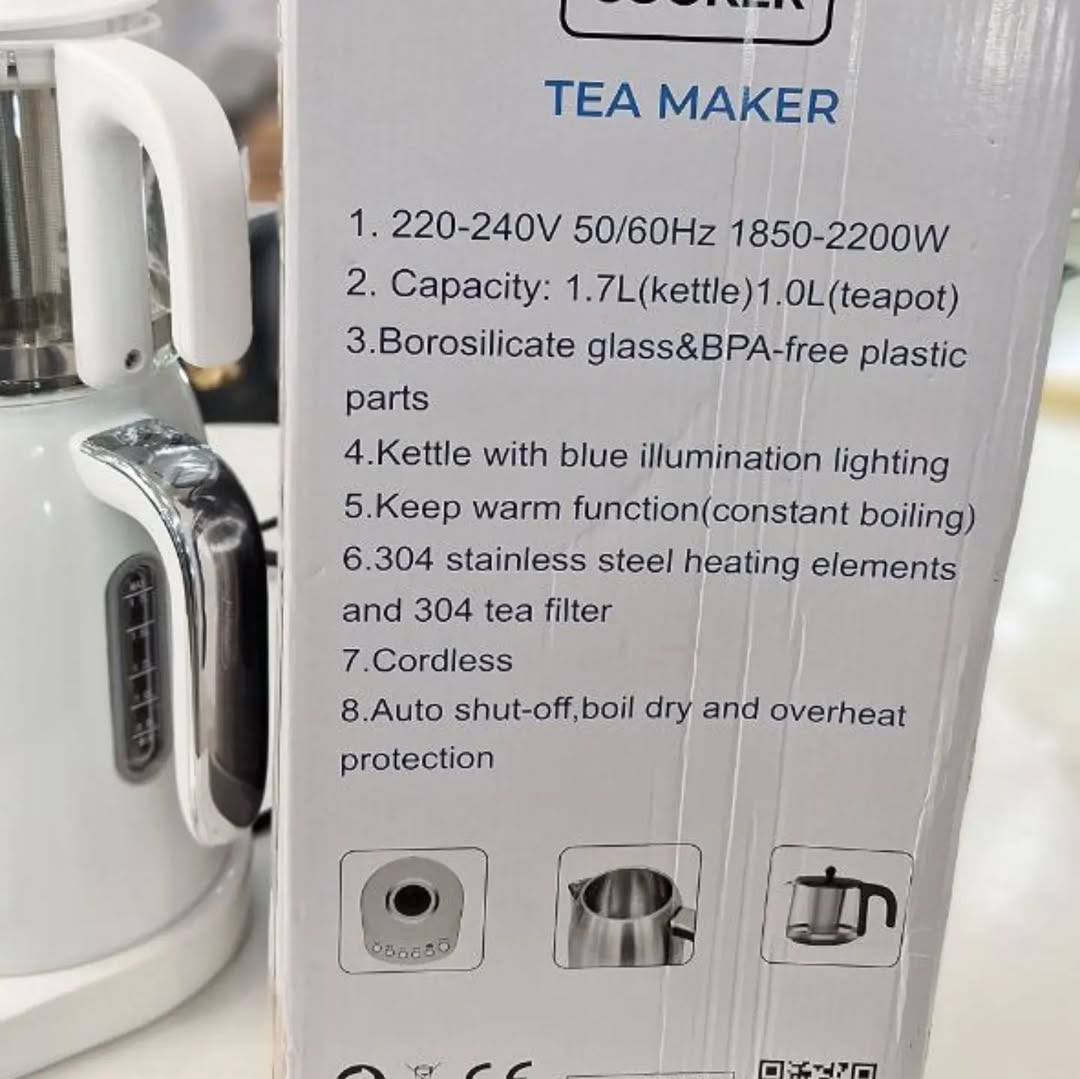 COOKER
TEA MAKER
1. 220-240V 50/60Hz 1850-2200W
2. Capacity: 1.7L(kettle)1.0L(teapot)
3.Borosilicate glass&BPA-free plastic
parts
4.Kettle with blue illumination lighting
5.Keep warm function(constant boiling)
6.304 stainless steel heating elements
and 304 tea filter
7.Cordless
8.Auto shut-off,boil dry and overheat
protection
CE